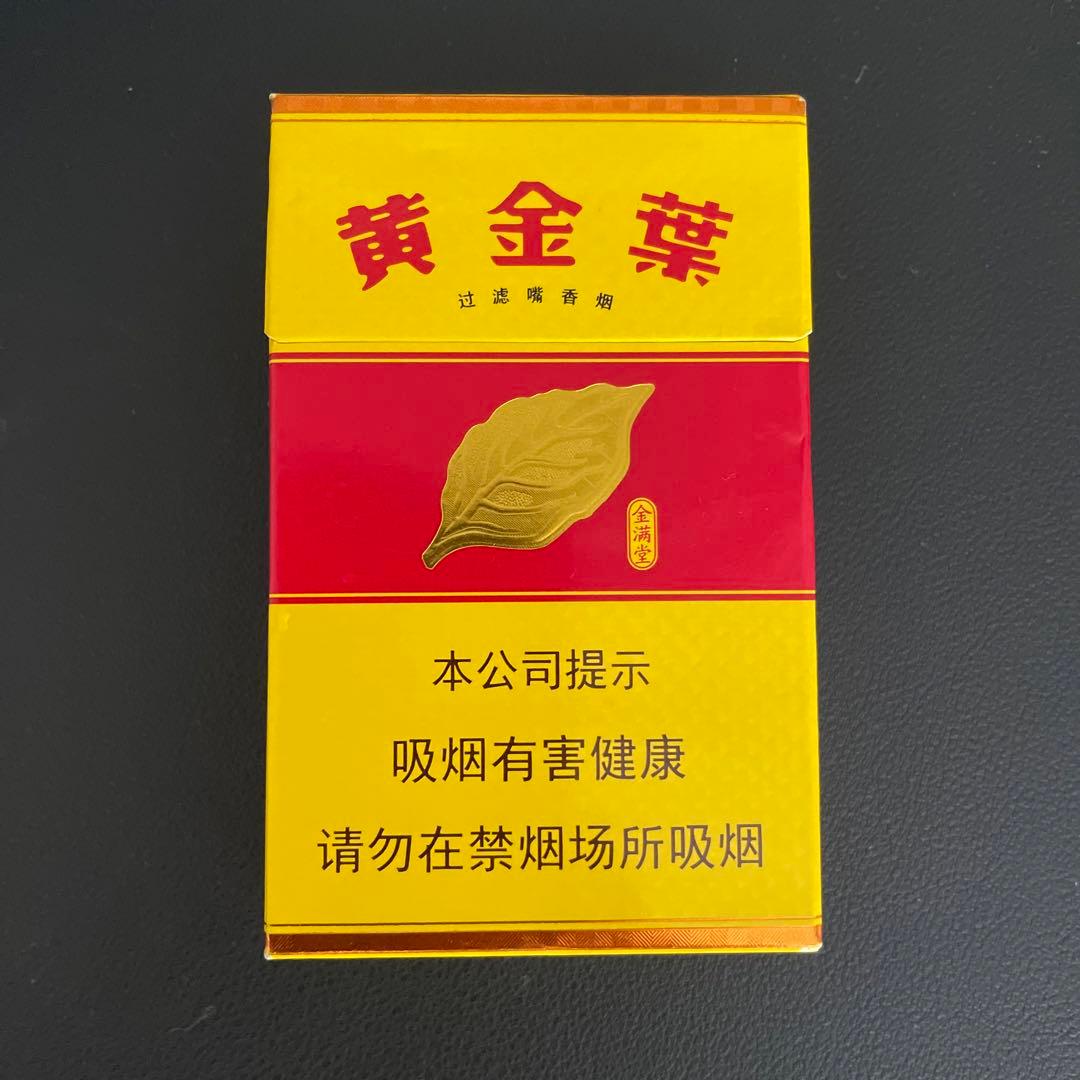 黄金葉
过滤嘴香烟
金满堂
本公司提示
吸烟有害健康
请勿在禁烟场所吸烟